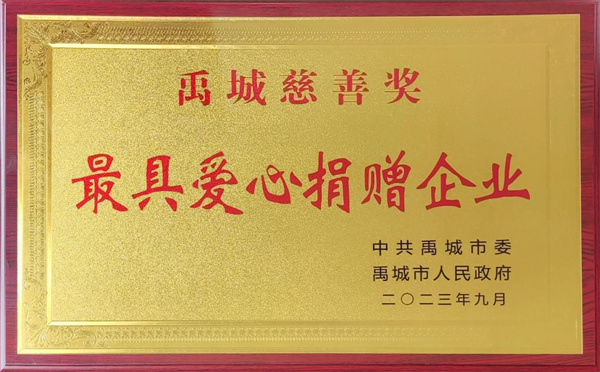 禹城慈善奖
最具爱心捐赠企业
中共禹城市委
禹城市人民政府
二〇二三年九月